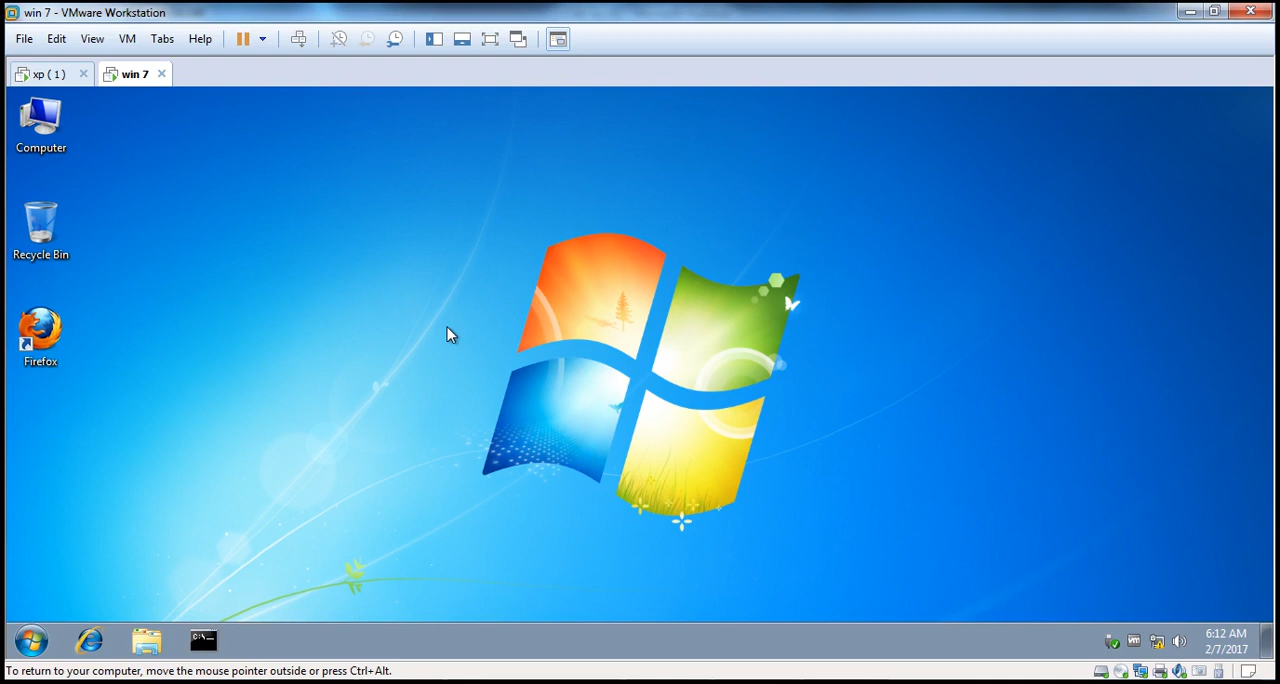 win 7 - VMware Workstation
File Edit View VM Tabs Help
xp ( 1 ) win 7
Computer
Recycle Bin
Firefox
C:\
6:12 AM
2/7/2017
To return to your computer, move the mouse pointer outside or press Ctrl+Alt.